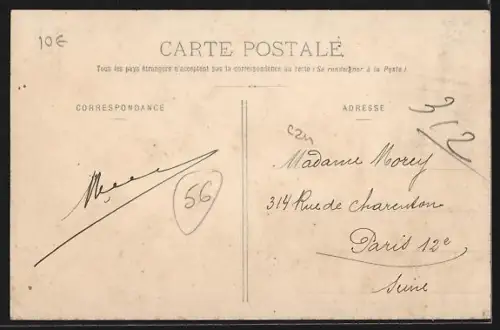 10€
CARTE POSTALE
Tous les pays étrangers n'acceptent pas la correspondance au recto (Se renseigner à la Poste)
CORRESPONDANCE
ADRESSE
312
Madame Morey
56
314 Rue de Charenton
Paris 12e
Seine